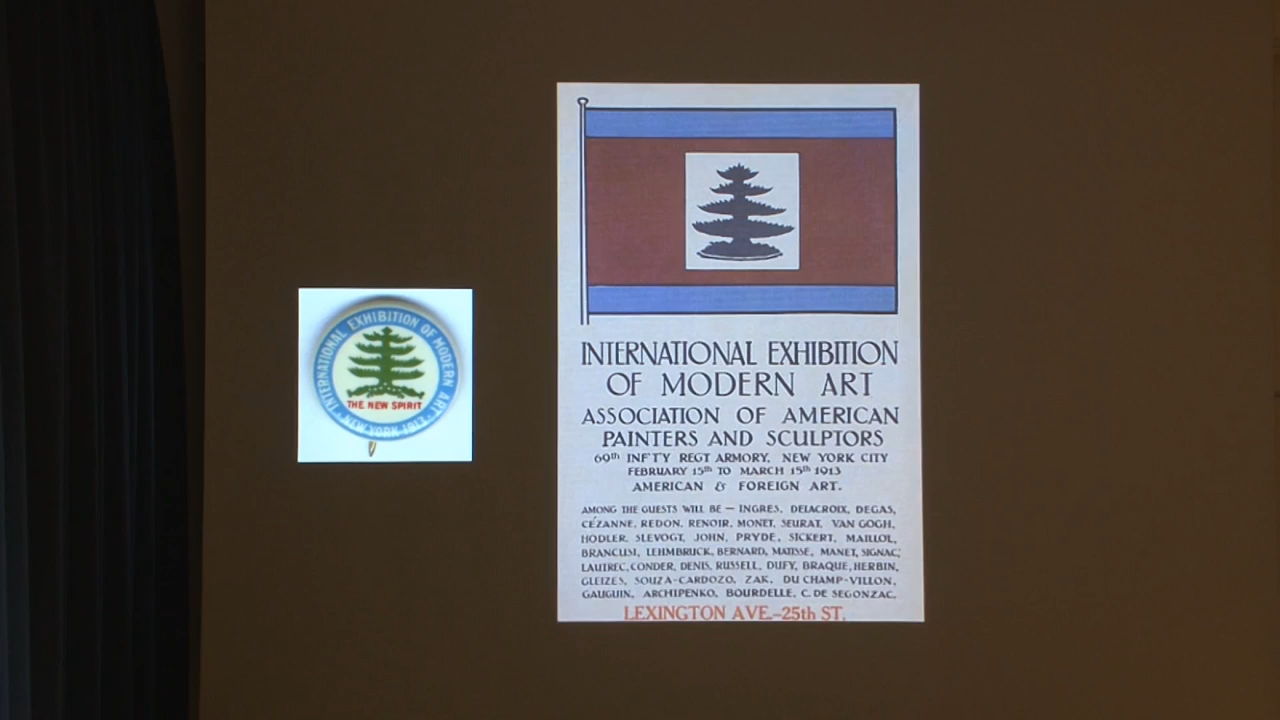 INTERNATIONAL EXHIBITION OF MODERN ART
THE NEW SPIRIT
NEW YORK 1913
INTERNATIONAL EXHIBITION
OF MODERN ART
ASSOCIATION OF AMERICAN
PAINTERS AND SCULPTORS
69th INF'TY REGT ARMORY, NEW YORK CITY
FEBRUARY 15th TO MARCH 15th 1913
AMERICAN & FOREIGN ART.
AMONG THE GUESTS WILL BE — INGRES, DELACROIX, DEGAS,
CÉZANNE, REDON, RENOIR, MONET, SEURAT, VAN GOGH,
HODLER, SLEVOGT, JOHN, PRYDE, SICKERT, MAILLOL,
BRANCUSI, LEHMBRUCK, BERNARD, MATISSE, MANET, SIGNAC,
LAUTREC, CONDER, DENIS, RUSSELL, DUFY, BRAQUE, HERBIN,
GLEIZES, SOUZA-CARDOZO, ZAK, DU CHAMP-VILLON,
GAUGUIN, ARCHIPENKO, BOURDELLE, C. DE SEGONZAC.
LEXINGTON AVE.-25th ST.